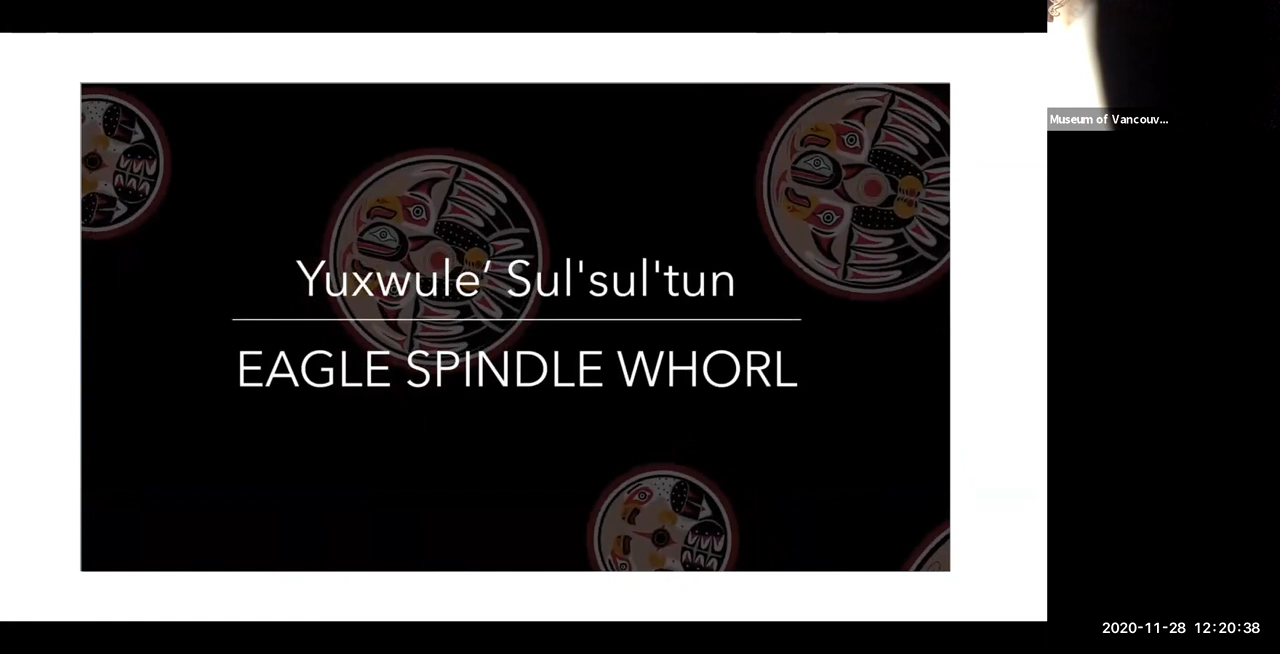 Yuxwule’ Sul'sul'tun
EAGLE SPINDLE WHORL
Museum of Vancouv...
2020-11-28 12:20:38